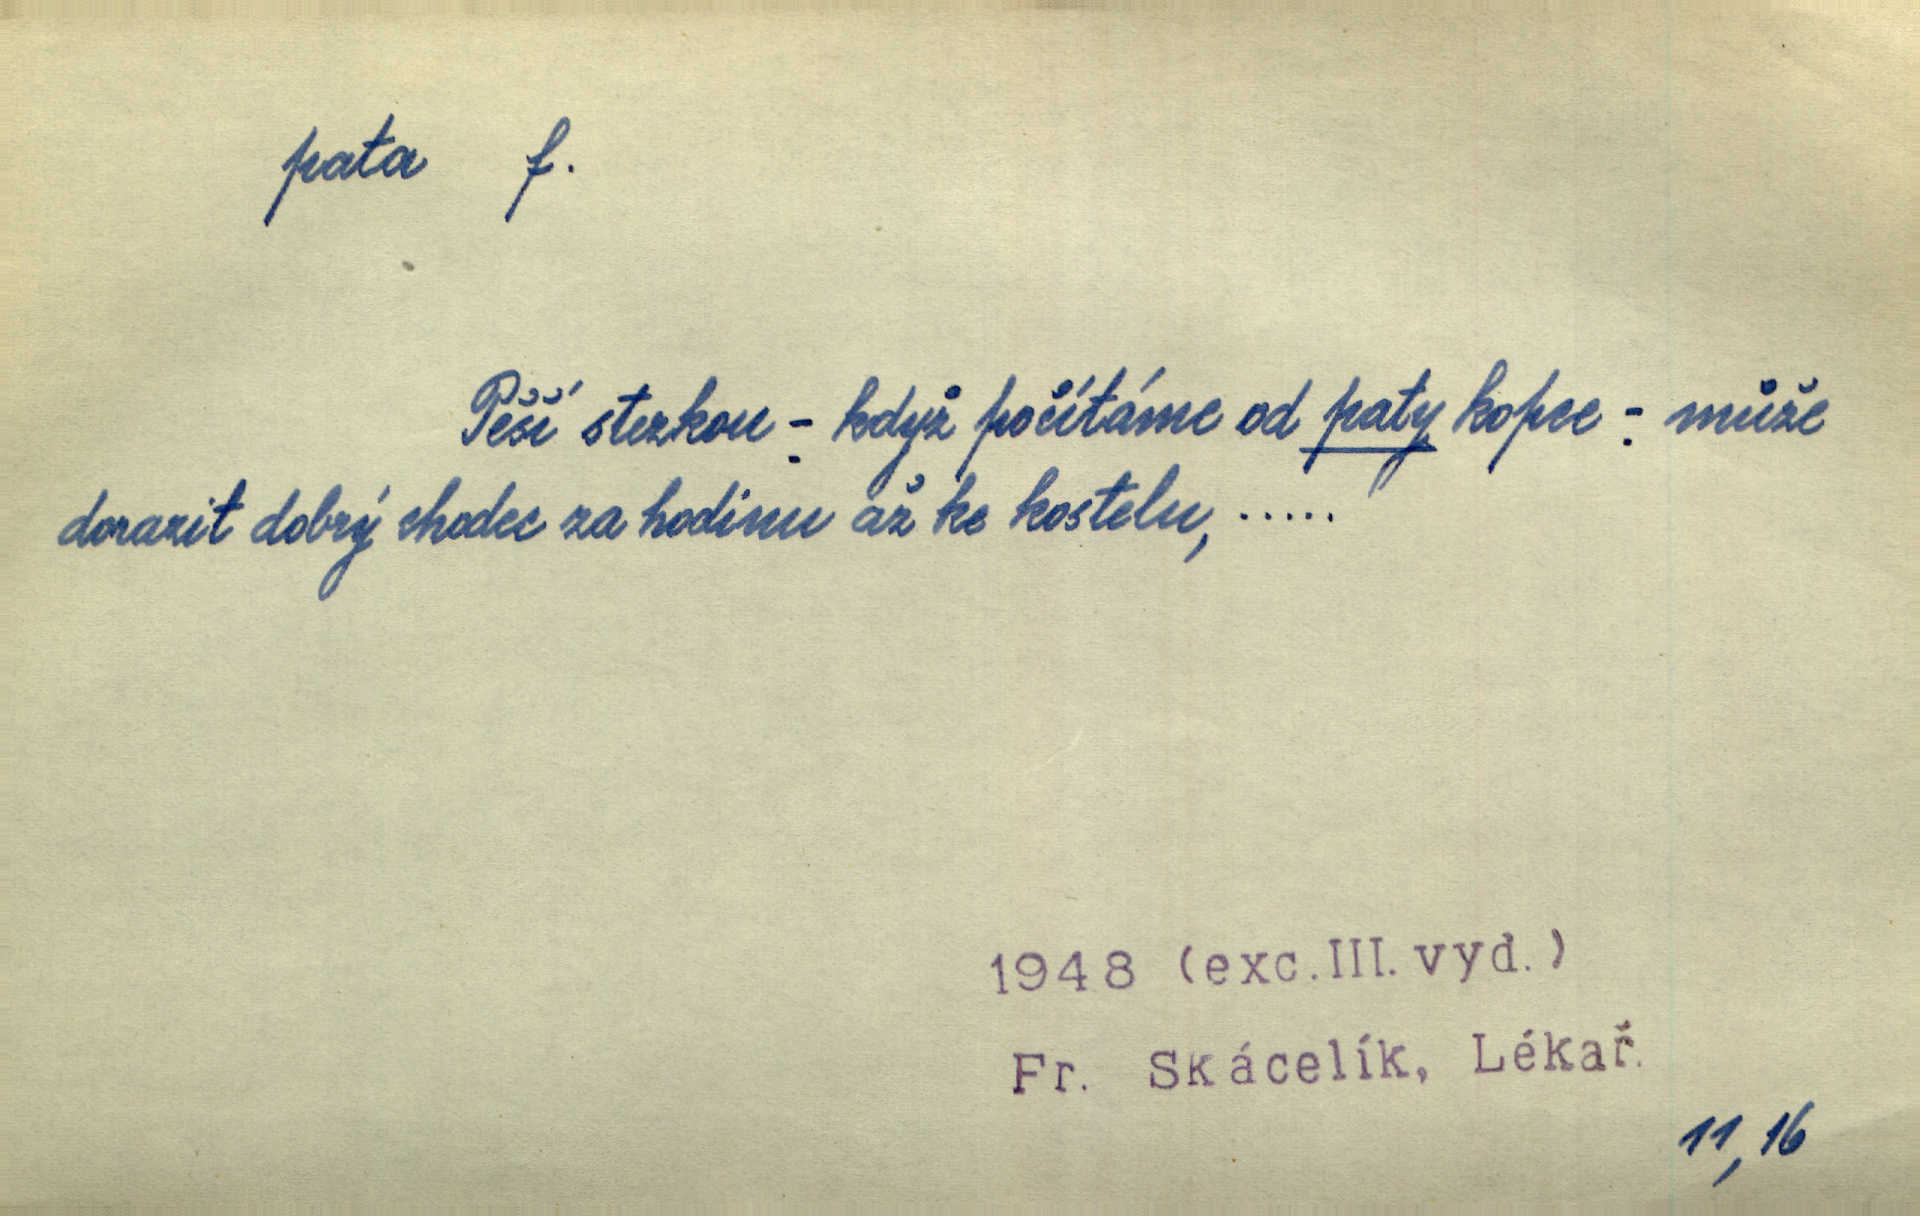 pata f.
Pěší stezkou - když počítáme od paty kopce - může
dorazit dobrý chodec za hodinu až ke kostelu, .....
1948 (exc.III.vyd.)
Fr. Skácelík, Lékař.
11,16